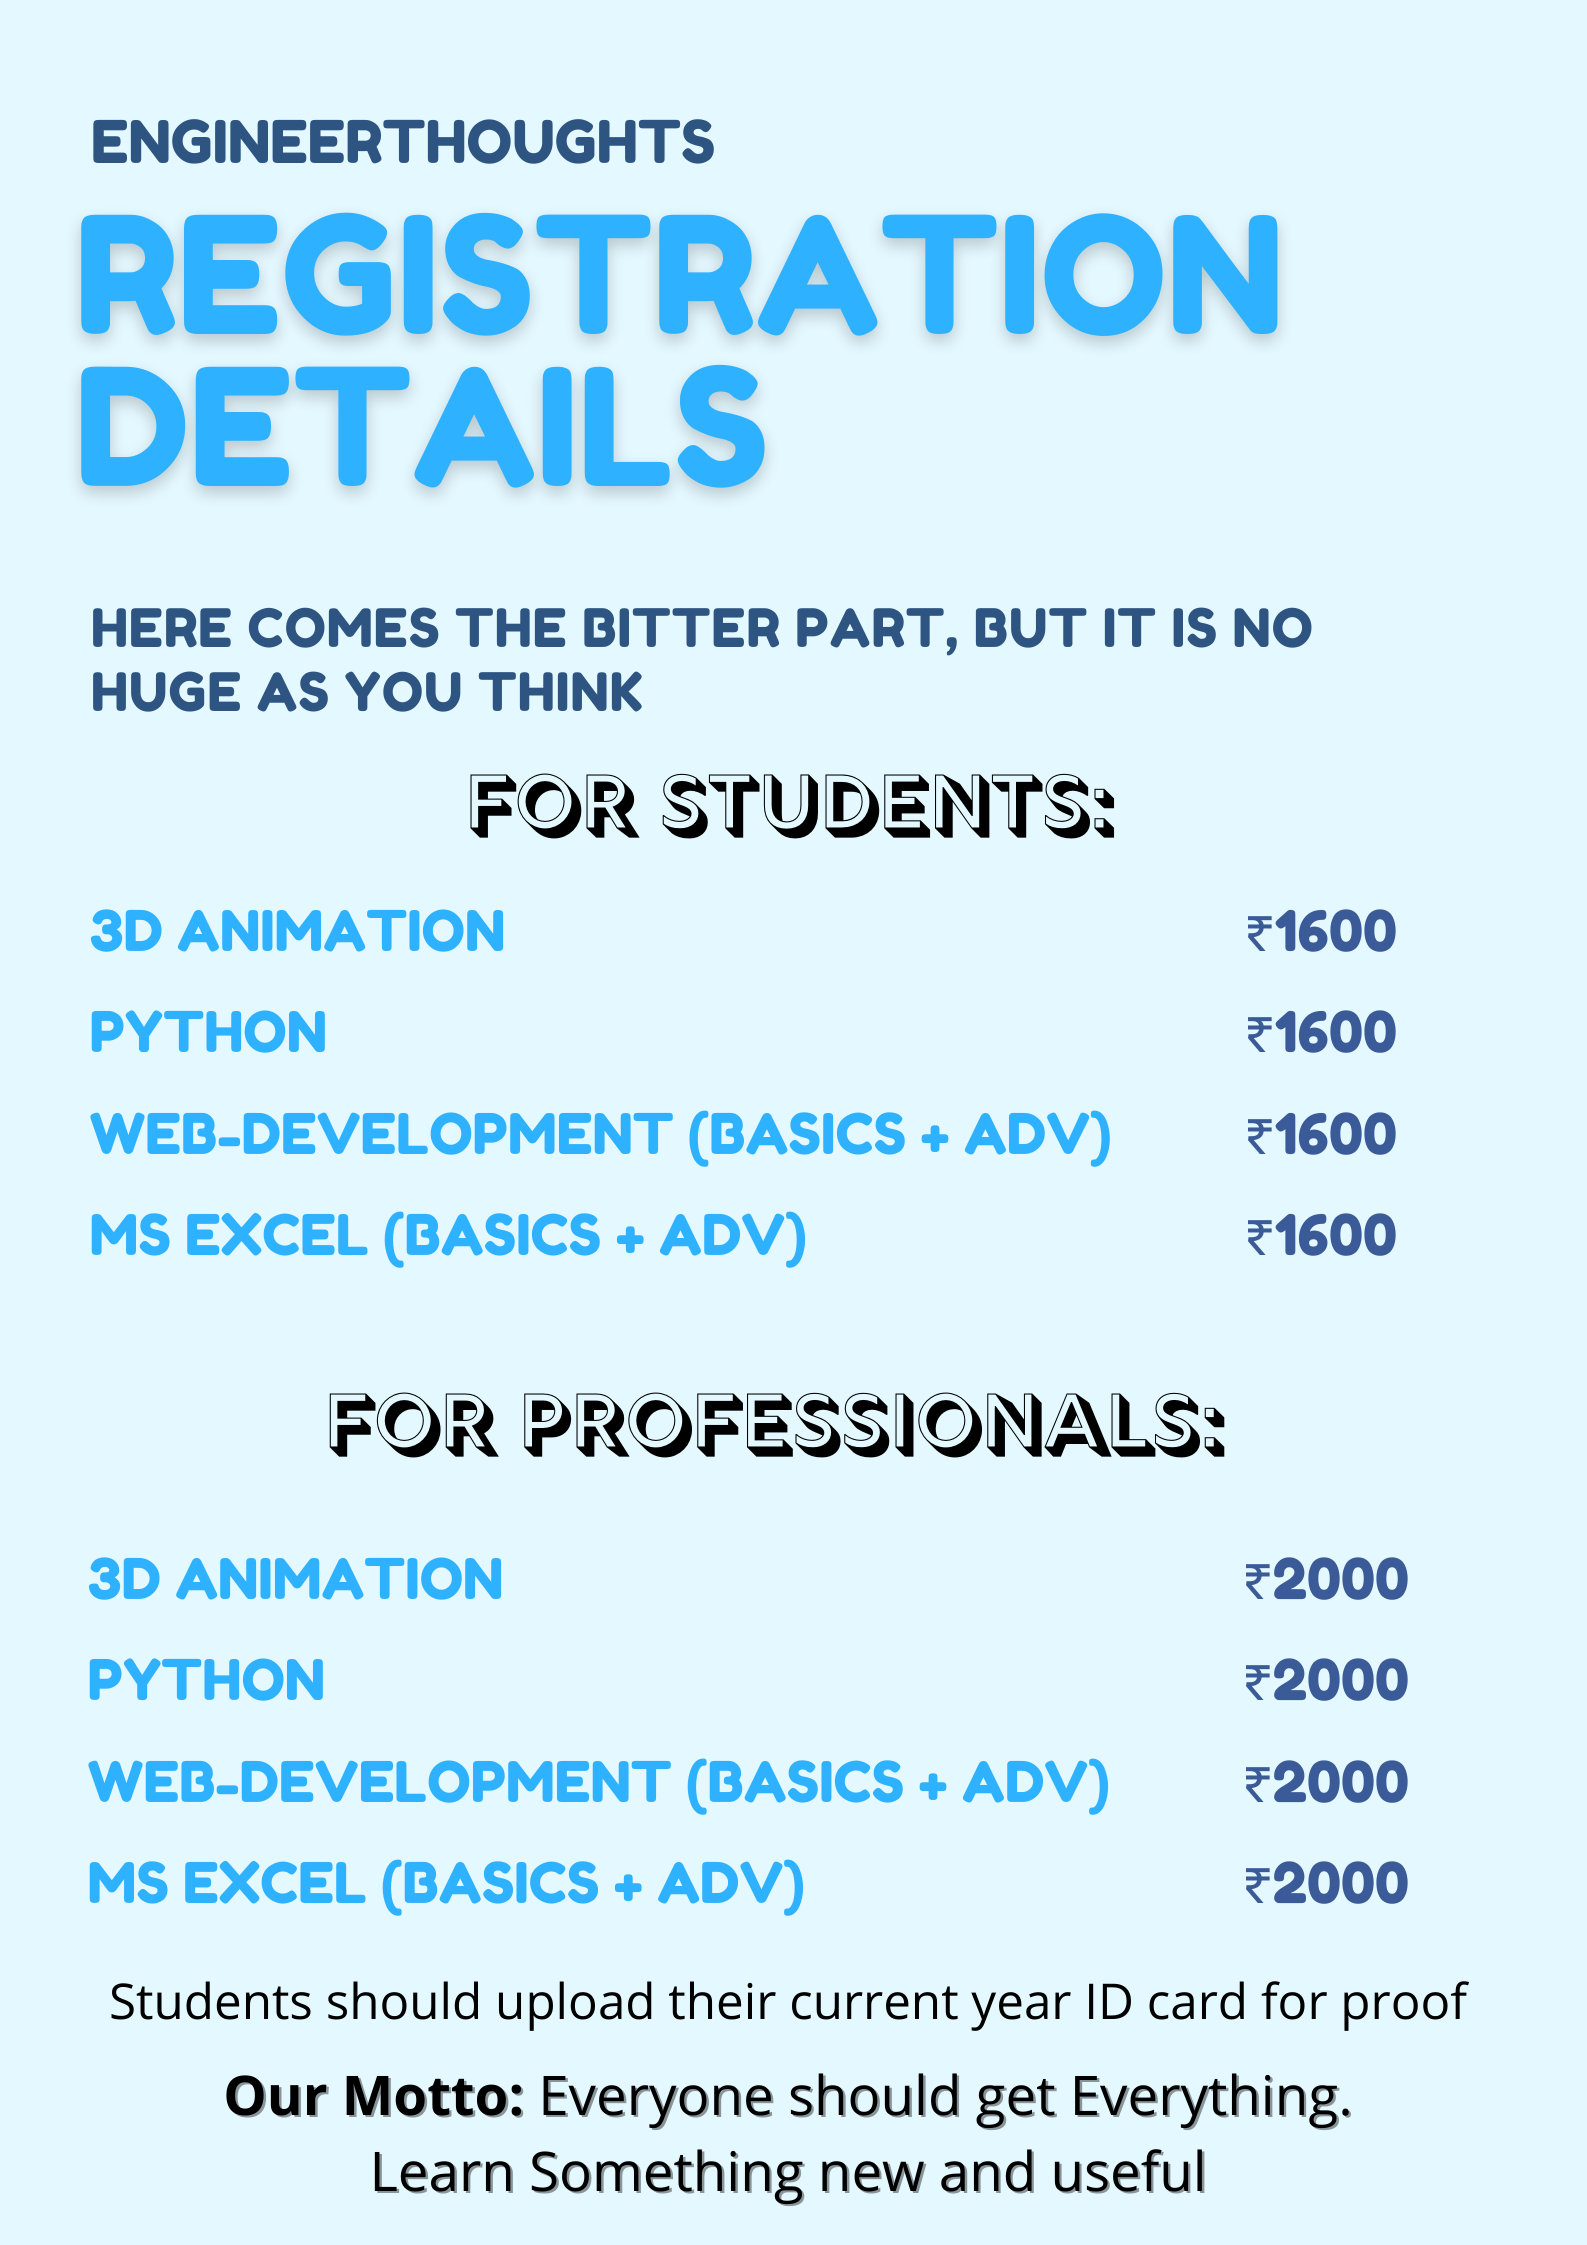 ENGINEERTHOUGHTS
REGISTRATION
DETAILS
HERE COMES THE BITTER PART, BUT IT IS NO
HUGE AS YOU THINK
FOR STUDENTS:
3D ANIMATION ₹1600
PYTHON ₹1600
WEB-DEVELOPMENT (BASICS + ADV) ₹1600
MS EXCEL (BASICS + ADV) ₹1600
FOR PROFESSIONALS:
3D ANIMATION ₹2000
PYTHON ₹2000
WEB-DEVELOPMENT (BASICS + ADV) ₹2000
MS EXCEL (BASICS + ADV) ₹2000
Students should upload their current year ID card for proof
Our Motto: Everyone should get Everything.
Learn Something new and useful